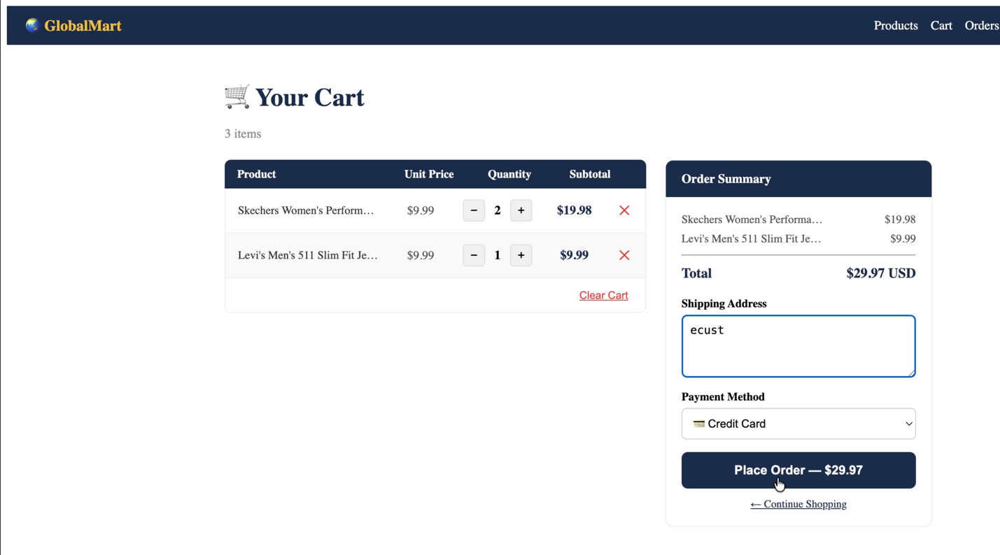 GlobalMart
Products Cart Orders
Your Cart
3 items
Product Unit Price Quantity Subtotal
Skechers Women's Perform... $9.99 − 2 + $19.98
Levi's Men's 511 Slim Fit Je... $9.99 − 1 + $9.99
Clear Cart
Order Summary
Skechers Women's Performa... $19.98
Levi's Men's 511 Slim Fit Je... $9.99
Total $29.97 USD
Shipping Address
ecust
Payment Method
Credit Card
Place Order — $29.97
← Continue Shopping